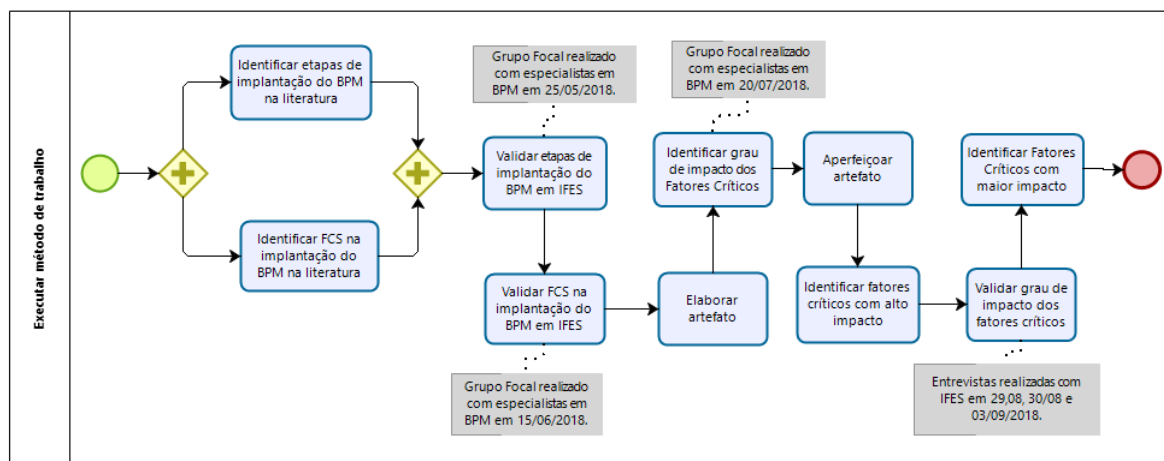 Executar método de trabalho
Identificar etapas de
implantação do BPM
na literatura
Identificar FCS na
implantação do
BPM na literatura
Grupo Focal realizado
com especialistas em
BPM em 25/05/2018.
Validar etapas de
implantação do
BPM em IFES
Validar FCS na
implantação do
BPM em IFES
Grupo Focal realizado
com especialistas em
BPM em 15/06/2018.
Elaborar
artefato
Grupo Focal realizado
com especialistas em
BPM em 20/07/2018.
Identificar grau
de impacto dos
Fatores Críticos
Aperfeiçoar
artefato
Identificar fatores
críticos com alto
impacto
Validar grau de
impacto dos
fatores críticos
Entrevistas realizadas com
IFES em 29,08, 30/08 e
03/09/2018.
Identificar Fatores
Críticos com
maior impacto